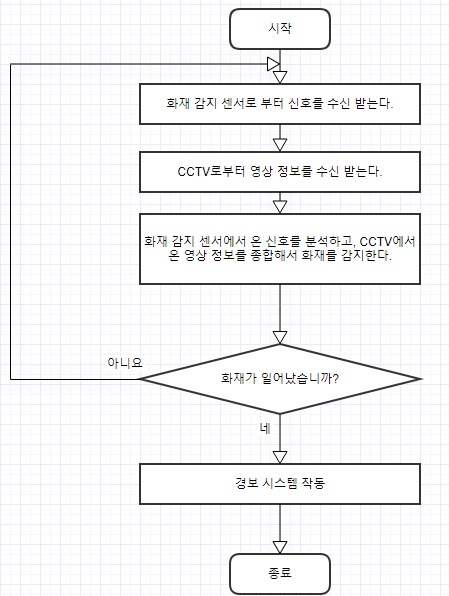 시작
화재 감지 센서로 부터 신호를 수신 받는다.
CCTV로부터 영상 정보를 수신 받는다.
화재 감지 센서에서 온 신호를 분석하고, CCTV에서
온 영상 정보를 종합해서 화재를 감지한다.
아니요
화재가 일어났습니까?
네
경보 시스템 작동
종료